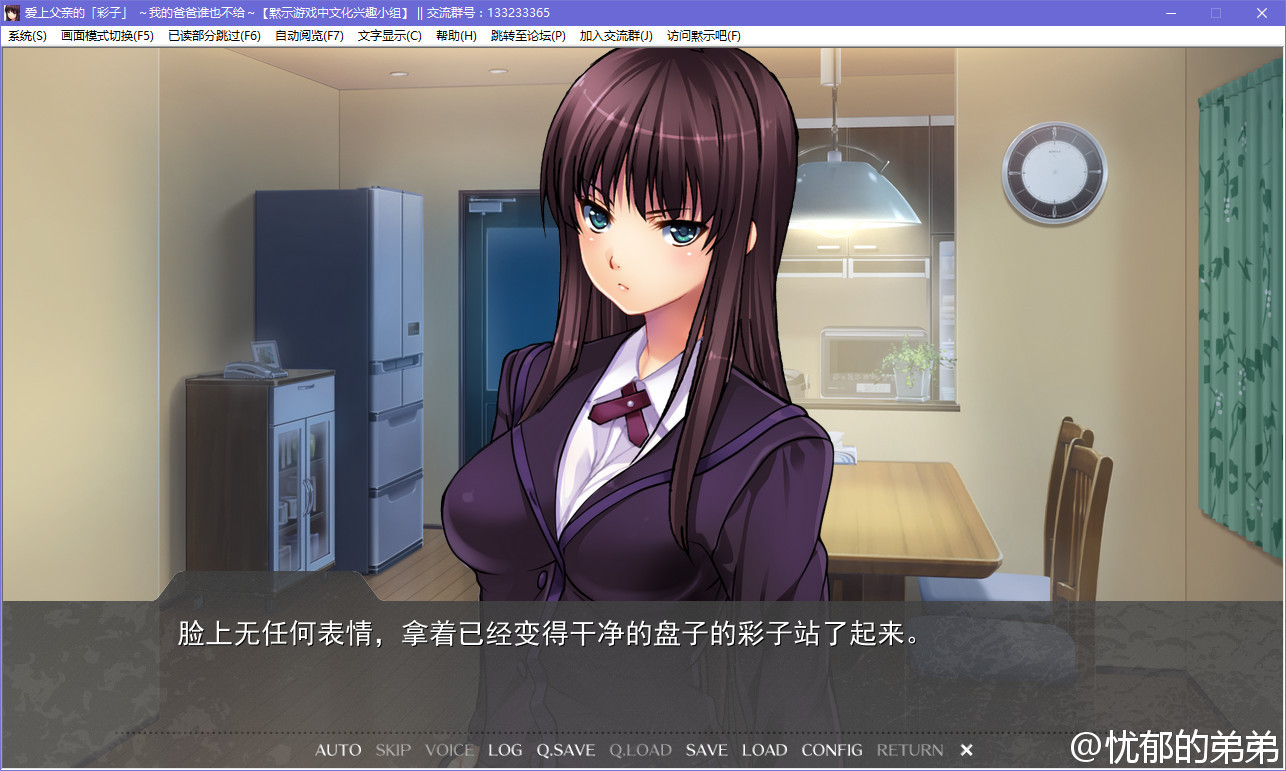 爱上父亲的「彩子」 ～我的爸爸谁也不给～【黙示游戏中文化兴趣小组】 || 交流群号：133233365
系统(S) 画面模式切换(F5) 已读部分跳过(F6) 自动阅览(F7) 文字显示(C) 帮助(H) 跳转至论坛(P) 加入交流群(J) 访问黙示吧(F)
脸上无任何表情，拿着已经变得干净的盘子的彩子站了起来。
AUTO SKIP VOICE LOG Q.SAVE Q.LOAD SAVE LOAD CONFIG RETURN
@忧郁的弟弟